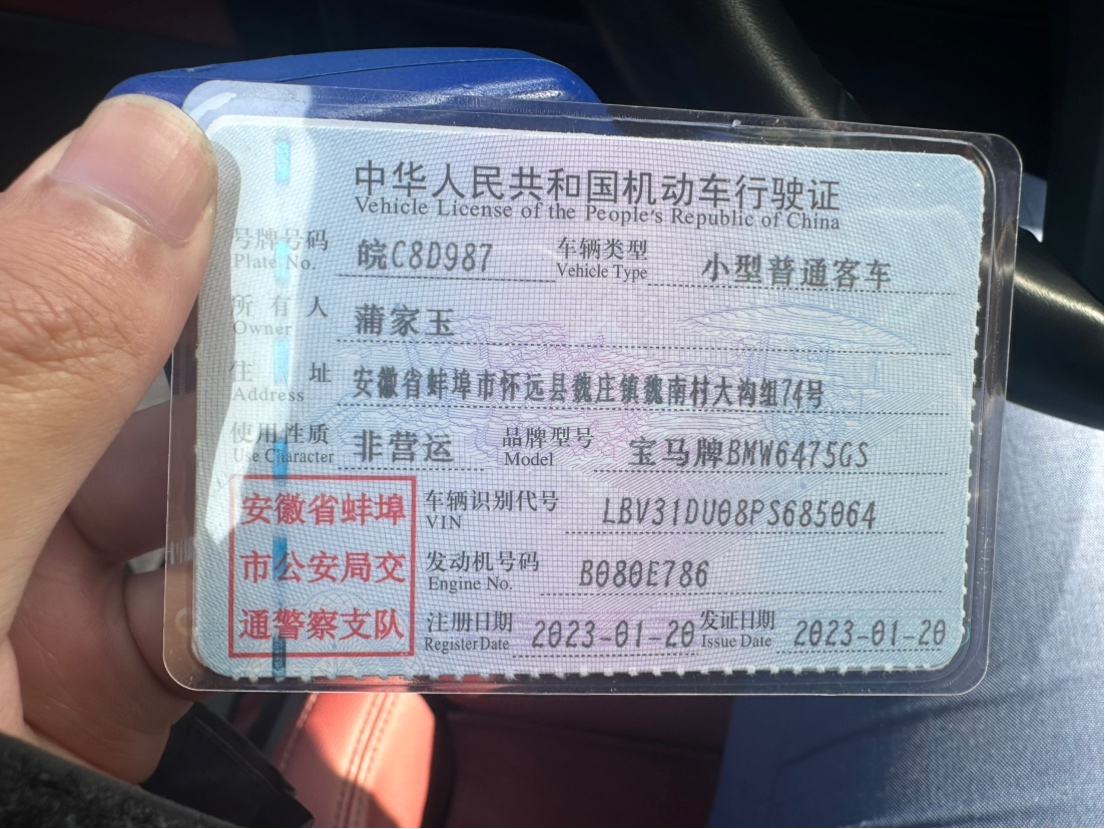 中华人民共和国机动车行驶证
Vehicle License of the People's Republic of China
号牌号码 皖C8D987 车辆类型 小型普通客车
Plate No. Vehicle Type
所有人 蒲家玉
Owner
住址 安徽省蚌埠市怀远县魏庄镇魏南村大沟组74号
Address
使用性质 非营运 品牌型号 宝马牌BMW6475GS
Use Character Model
安徽省蚌埠 车辆识别代号 LBV31DU08PS685064
VIN
市公安局交 发动机号码 B080E786
Engine No.
通警察支队 注册日期 2023-01-20 发证日期 2023-01-20
Register Date Issue Date